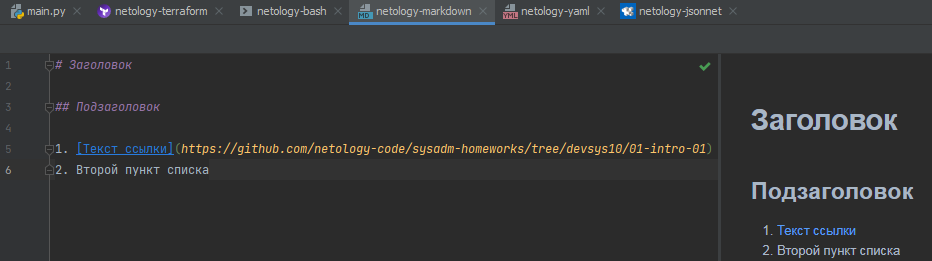 main.py netology-terraform netology-bash netology-markdown netology-yaml netology-jsonnet
1 # Заголовок
2
3 ## Подзаголовок
4
5 1. [Текст ссылки](https://github.com/netology-code/sysadm-homeworks/tree/devsys10/01-intro-01)
6 2. Второй пункт списка
Заголовок
Подзаголовок
1. Текст ссылки
2. Второй пункт списка